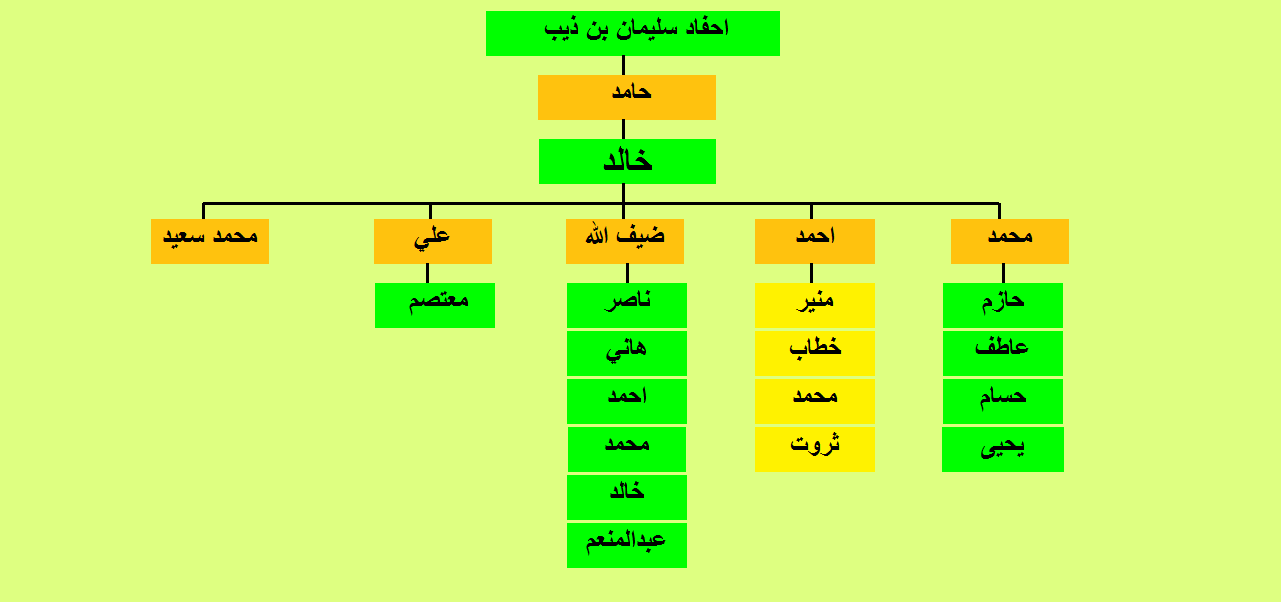 احفاد سليمان بن ذيب
حامد
خالد
محمد
احمد
ضيف الله
علي
محمد سعيد
حازم
عاطف
حسام
يحيى
منير
خطاب
محمد
ثروت
ناصر
هاني
احمد
محمد
خالد
عبدالمنعم
معتصم